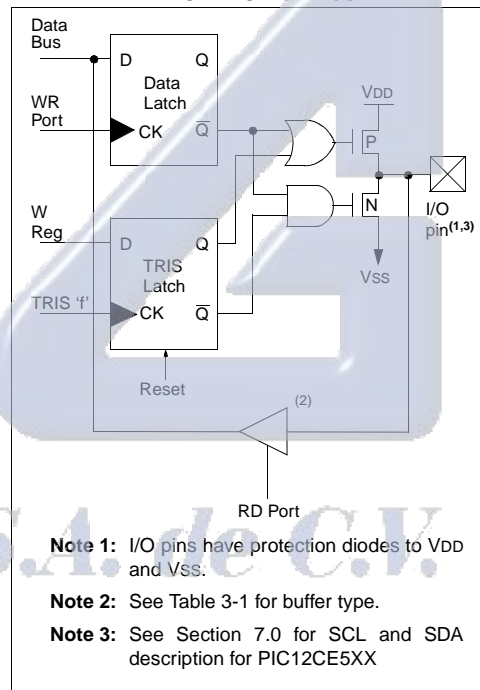 Data
Bus
D Q
Data
Latch
WR
Port
CK Q
VDD
P
N
I/O
pin(1,3)
W
Reg
D Q
TRIS
Latch
TRIS 'f'
CK Q
VSS
Reset
(2)
RD Port
Note 1: I/O pins have protection diodes to VDD
and VSS.
Note 2: See Table 3-1 for buffer type.
Note 3: See Section 7.0 for SCL and SDA
description for PIC12CE5XX
S.A. de C.V.